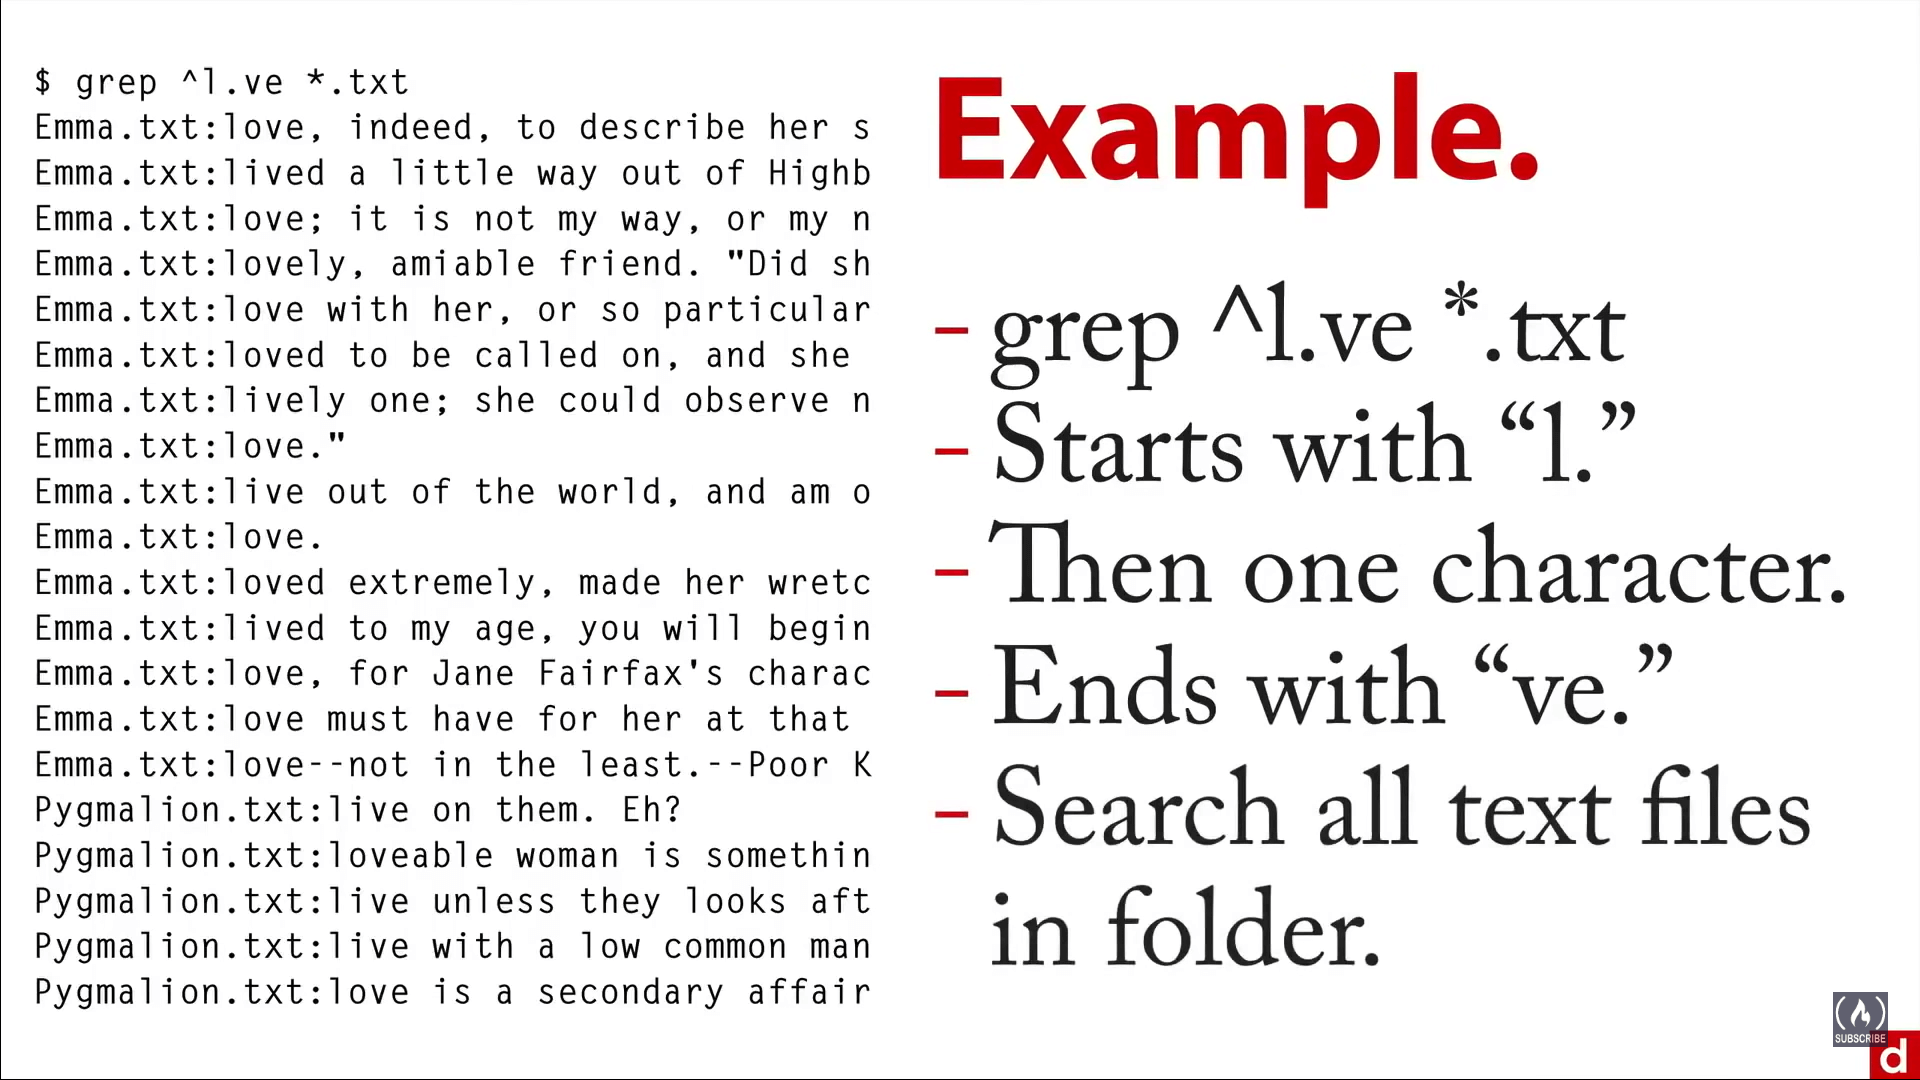 $ grep ^l.ve *.txt
Emma.txt:love, indeed, to describe her s
Emma.txt:lived a little way out of Highb
Emma.txt:love; it is not my way, or my n
Emma.txt:lovely, amiable friend. "Did sh
Emma.txt:love with her, or so particular
Emma.txt:loved to be called on, and she
Emma.txt:lively one; she could observe n
Emma.txt:love."
Emma.txt:live out of the world, and am o
Emma.txt:love.
Emma.txt:loved extremely, made her wretc
Emma.txt:lived to my age, you will begin
Emma.txt:love, for Jane Fairfax's charac
Emma.txt:love must have for her at that
Emma.txt:love--not in the least.--Poor K
Pygmalion.txt:live on them. Eh?
Pygmalion.txt:loveable woman is somethin
Pygmalion.txt:live unless they looks aft
Pygmalion.txt:live with a low common man
Pygmalion.txt:love is a secondary affair
Example.
– grep ^l.ve *.txt
– Starts with “l.”
– Then one character.
– Ends with “ve.”
– Search all text files
in folder.
SUBSCRIBE
d